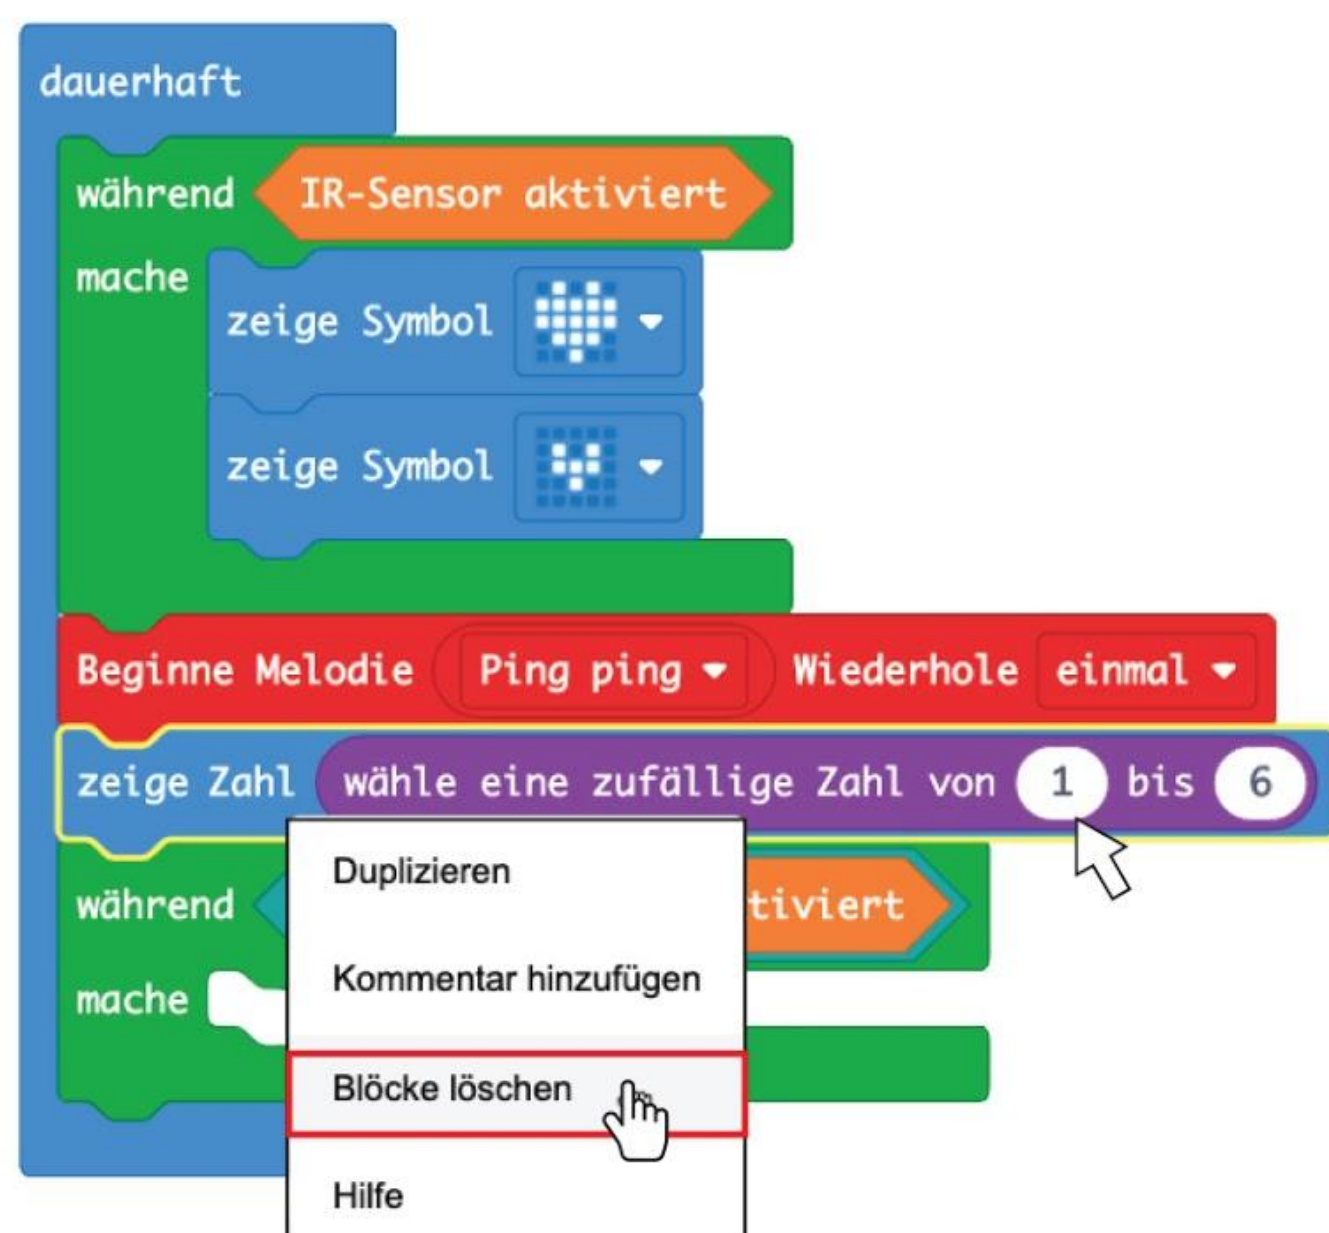 dauerhaft
während IR-Sensor aktiviert
mache
zeige Symbol
zeige Symbol
Beginne Melodie Ping ping Wiederhole einmal
zeige Zahl wähle eine zufällige Zahl von 1 bis 6
während tiviert
mache
Duplizieren
Kommentar hinzufügen
Blöcke löschen
Hilfe